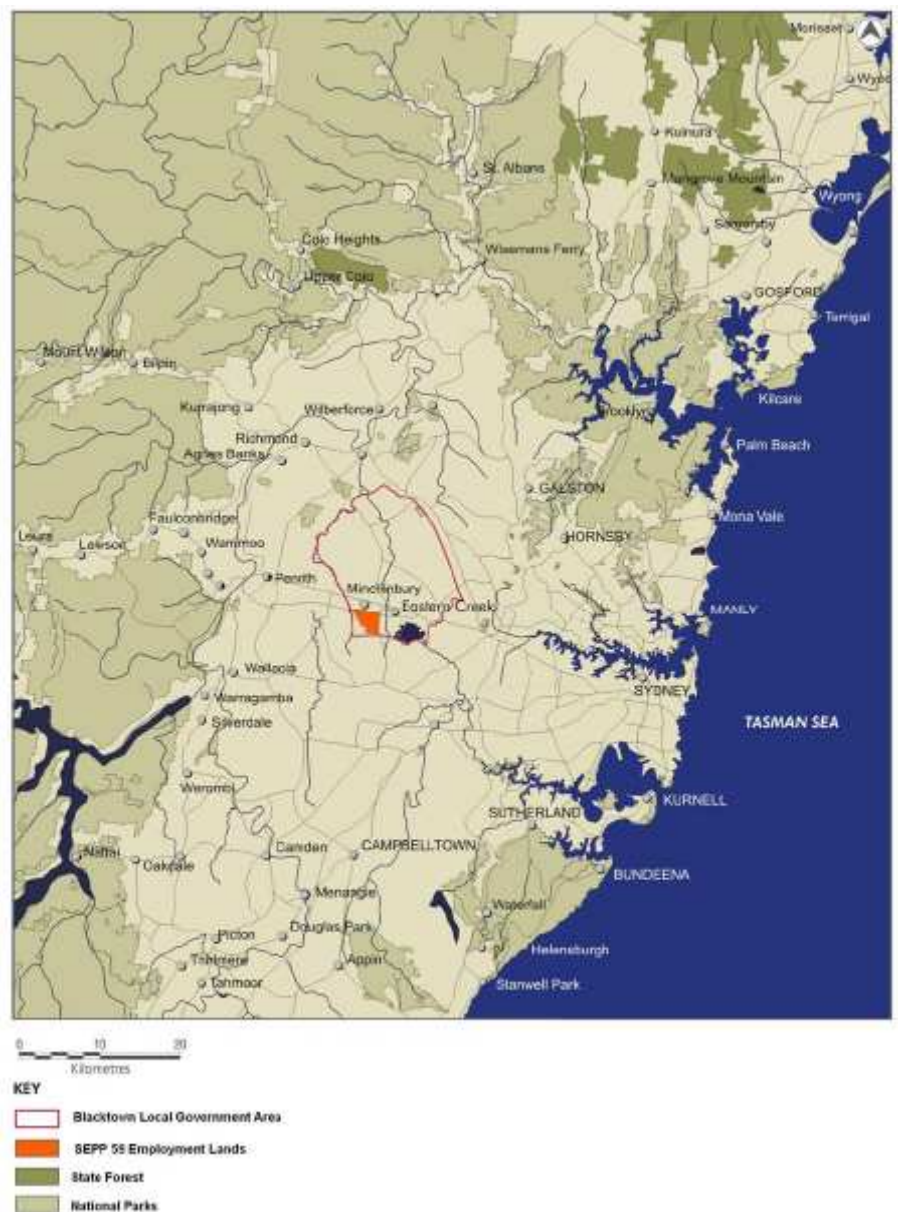 Morisset
Kulnura
St. Albans
Mangrove Mountain
Wyong
Somersby
Colo Heights
Wisemans Ferry
Upper Colo
GOSFORD
Terrigal
Mount Wilson
Bilpin
Kilcare
Kurrajong
Wilberforce
Brooklyn
Richmond
Palm Beach
Agnes Banks
GALSTON
Mona Vale
Faulconbridge
HORNSBY
Leura
Lawson
Warrimoo
Penrith
Minchinbury
MANLY
Eastern Creek
Wallacia
SYDNEY
Warragamba
Silverdale
TASMAN SEA
Werombi
KURNELL
SUTHERLAND
Nattai
Oakdale
Camden
CAMPBELLTOWN
BUNDEENA
Menangle
Waterfall
Picton
Douglas Park
Helensburgh
Thirlmere
Appin
Tahmoor
Stanwell Park
0 10 20
Kilometres
KEY
Blacktown Local Government Area
SEPP 59 Employment Lands
State Forest
National Parks